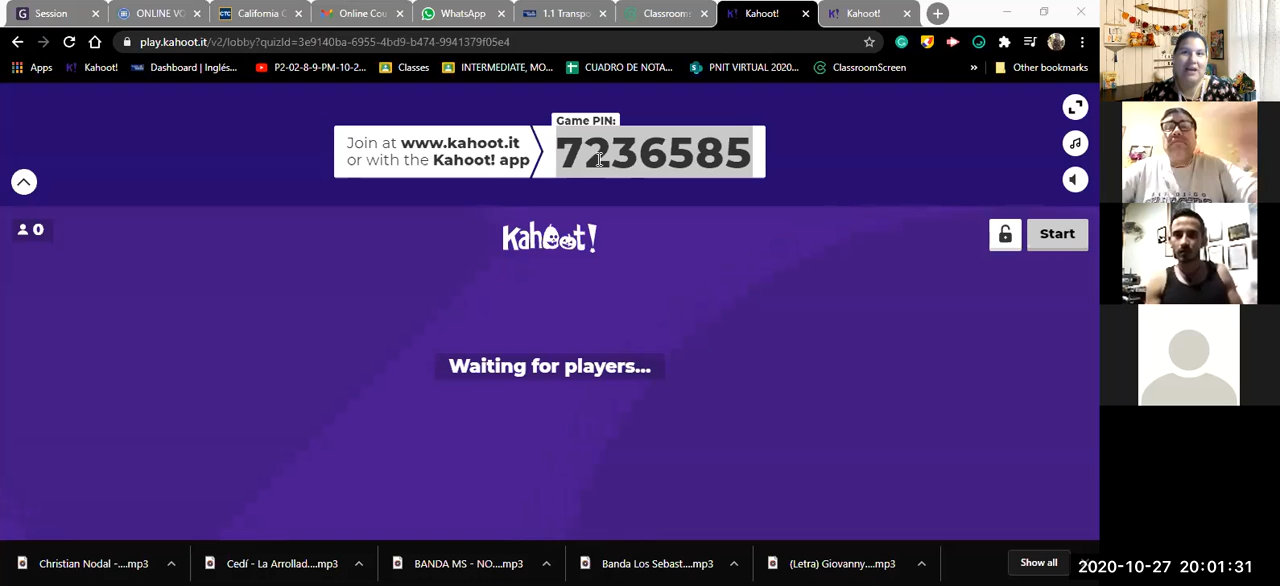 Session
ONLINE VO
California C
Online Cou
WhatsApp
1.1 Transpo
Classroom
Kahoot!
Kahoot!
play.kahoot.it/v2/lobby?quizId=3e9140ba-6955-4bd9-b474-9941379f05e4
Apps
Kahoot!
Dashboard | Inglés...
P2-02-8-9-PM-10-2...
Classes
INTERMEDIATE, MO...
CUADRO DE NOTA...
PNIT VIRTUAL 2020...
ClassroomScreen
»
Other bookmarks
Game PIN:
Join at www.kahoot.it
or with the Kahoot! app
7236585
0
Kahoot!
Start
Waiting for players...
Christian Nodal -....mp3
Cedí - La Arrollad....mp3
BANDA MS - NO....mp3
Banda Los Sebast....mp3
(Letra) Giovanny....mp3
Show all
2020-10-27 20:01:31